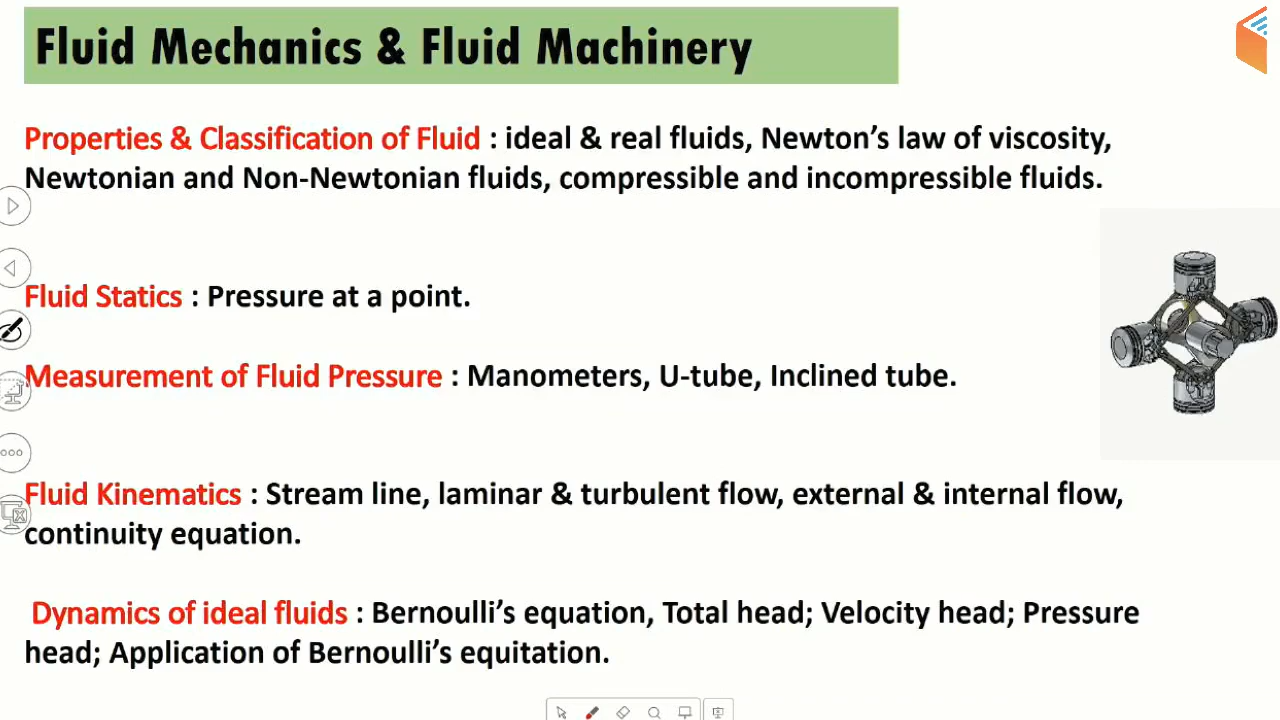 Fluid Mechanics & Fluid Machinery
Properties & Classification of Fluid : ideal & real fluids, Newton’s law of viscosity,
Newtonian and Non-Newtonian fluids, compressible and incompressible fluids.
Fluid Statics : Pressure at a point.
Measurement of Fluid Pressure : Manometers, U-tube, Inclined tube.
Fluid Kinematics : Stream line, laminar & turbulent flow, external & internal flow,
continuity equation.
Dynamics of ideal fluids : Bernoulli’s equation, Total head; Velocity head; Pressure
head; Application of Bernoulli’s equitation.